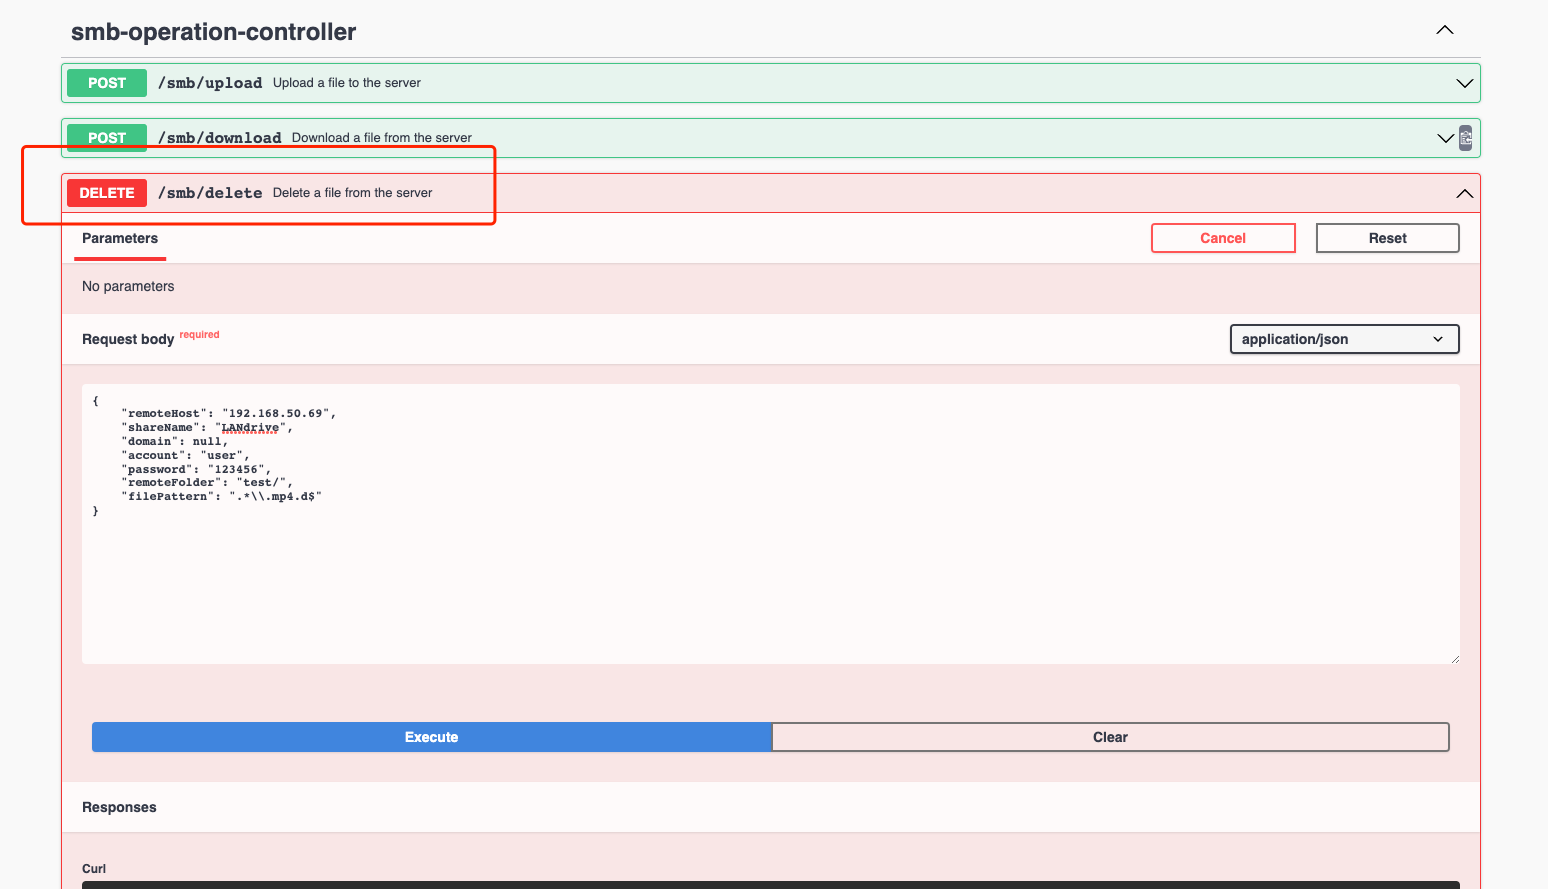 smb-operation-controller
POST /smb/upload Upload a file to the server
POST /smb/download Download a file from the server
DELETE /smb/delete Delete a file from the server
Parameters
Cancel
Reset
No parameters
Request body required
application/json
{
    "remoteHost": "192.168.50.69",
    "shareName": "LANdrive",
    "domain": null,
    "account": "user",
    "password": "123456",
    "remoteFolder": "test/",
    "filePattern": ".*\\.mp4.d$"
}
Execute
Clear
Responses
Curl